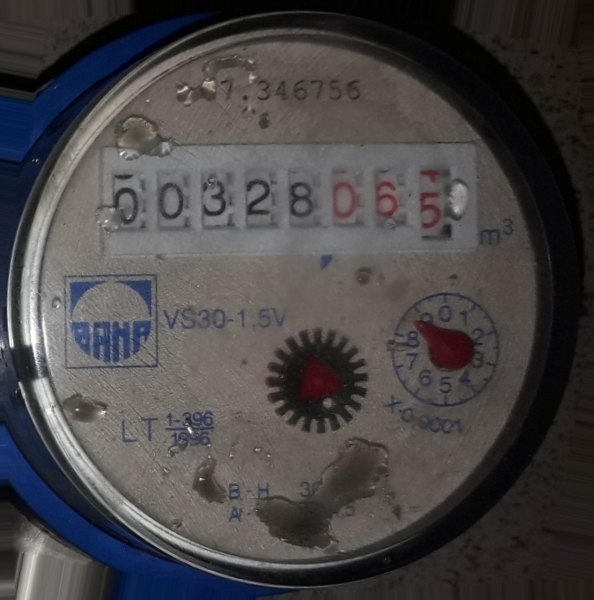 7.346756
00328065
m³
BAHP
VS30-1,5V
0 1 2 3 4 5 6 7 8 9
x 0,0001
LT 1-396
1996
B - H
A -